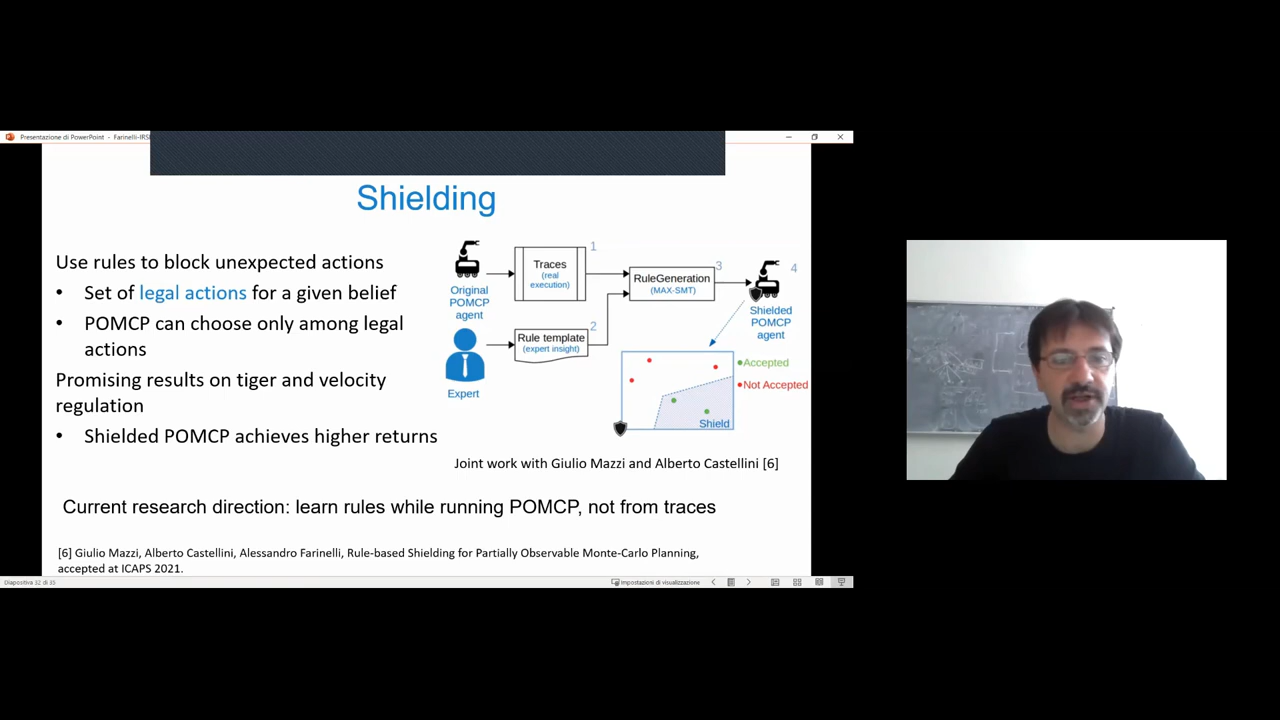 Presentazione di PowerPoint - Farinelli-IRSL
Shielding
Use rules to block unexpected actions
• Set of legal actions for a given belief
• POMCP can choose only among legal
actions
Promising results on tiger and velocity
regulation
• Shielded POMCP achieves higher returns
Original
POMCP
agent
Expert
1
Traces
(real
execution)
2
Rule template
(expert insight)
3
RuleGeneration
(MAX-SMT)
4
Shielded
POMCP
agent
Accepted
Not Accepted
Shield
Joint work with Giulio Mazzi and Alberto Castellini [6]
Current research direction: learn rules while running POMCP, not from traces
[6] Giulio Mazzi, Alberto Castellini, Alessandro Farinelli, Rule-based Shielding for Partially Observable Monte-Carlo Planning,
accepted at ICAPS 2021.
Diapositiva 32 di 35
Impostazioni di visualizzazione